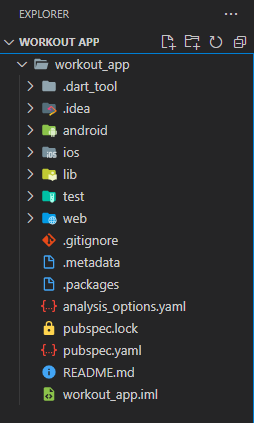 EXPLORER
WORKOUT APP
workout_app
.dart_tool
.idea
android
ios
lib
test
web
.gitignore
.metadata
.packages
analysis_options.yaml
pubspec.lock
pubspec.yaml
README.md
workout_app.iml